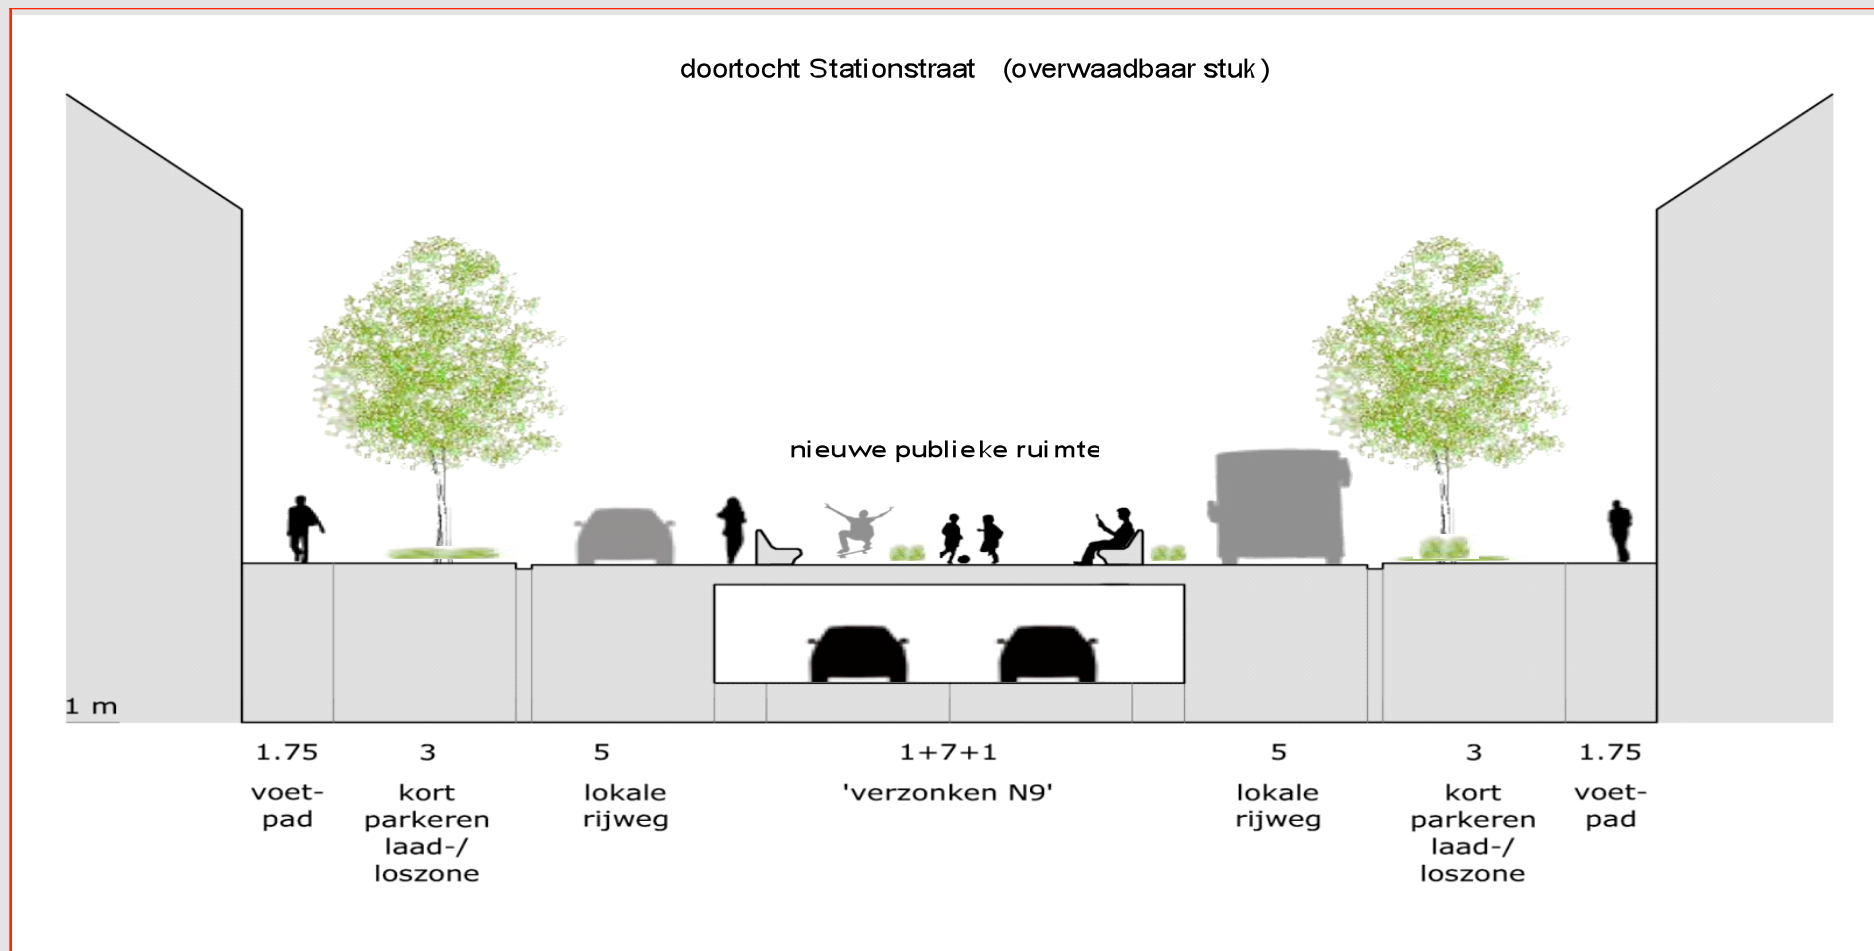 doortocht Stationstraat (overwaadbaar stuk)
nieuwe publieke ruimte
1 m
1.75 3 5 1+7+1 5 3 1.75
voet- kort lokale 'verzonken N9' lokale kort voet-
pad parkeren rijweg rijweg parkeren pad
laad-/ laad-/
loszone loszone